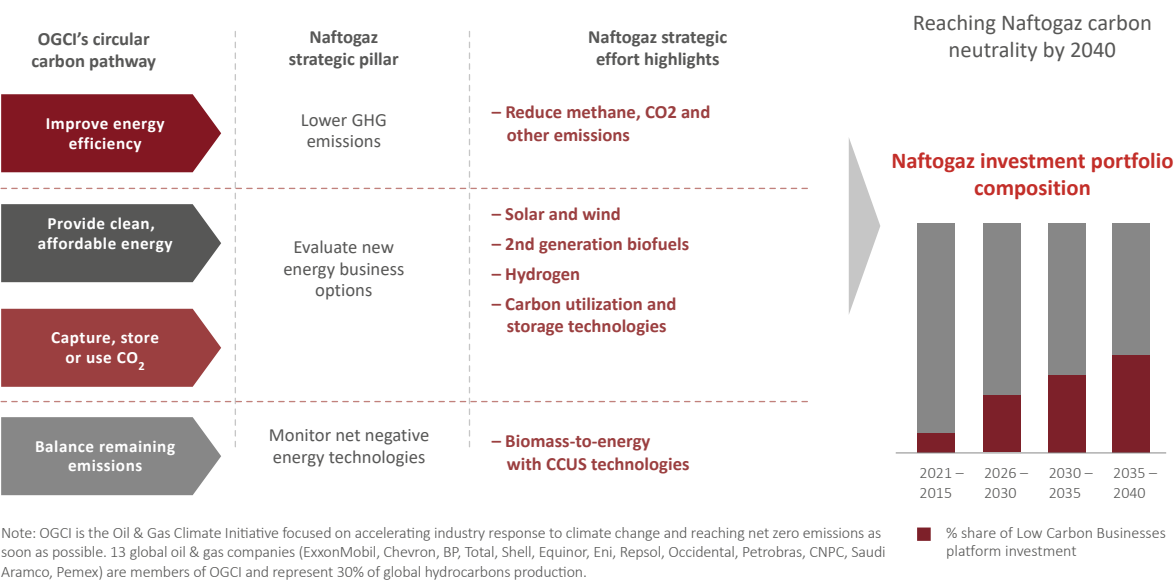 OGCI's circular
carbon pathway
Naftogaz
strategic pillar
Naftogaz strategic
effort highlights
Improve energy
efficiency
Lower GHG
emissions
– Reduce methane, CO2 and
other emissions
Provide clean,
affordable energy
Capture, store
or use CO₂
Evaluate new
energy business
options
– Solar and wind
– 2nd generation biofuels
– Hydrogen
– Carbon utilization and
storage technologies
Balance remaining
emissions
Monitor net negative
energy technologies
– Biomass-to-energy
with CCUS technologies
Reaching Naftogaz carbon
neutrality by 2040
Naftogaz investment portfolio
composition
2021 –
2015
2026 –
2030
2030 –
2035
2035 –
2040
% share of Low Carbon Businesses
platform investment
Note: OGCI is the Oil & Gas Climate Initiative focused on accelerating industry response to climate change and reaching net zero emissions as
soon as possible. 13 global oil & gas companies (ExxonMobil, Chevron, BP, Total, Shell, Equinor, Eni, Repsol, Occidental, Petrobras, CNPC, Saudi
Aramco, Pemex) are members of OGCI and represent 30% of global hydrocarbons production.